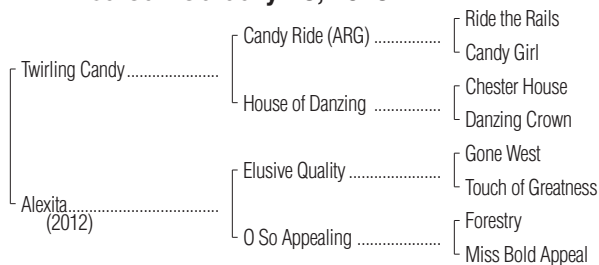 Ride the Rails
Candy Ride (ARG) ................
Candy Girl
Twirling Candy ......................
Chester House
House of Danzing ................
Danzing Crown
Gone West
Elusive Quality ......................
Touch of Greatness
Alexita....................................
(2012)
Forestry
O So Appealing ....................
Miss Bold Appeal